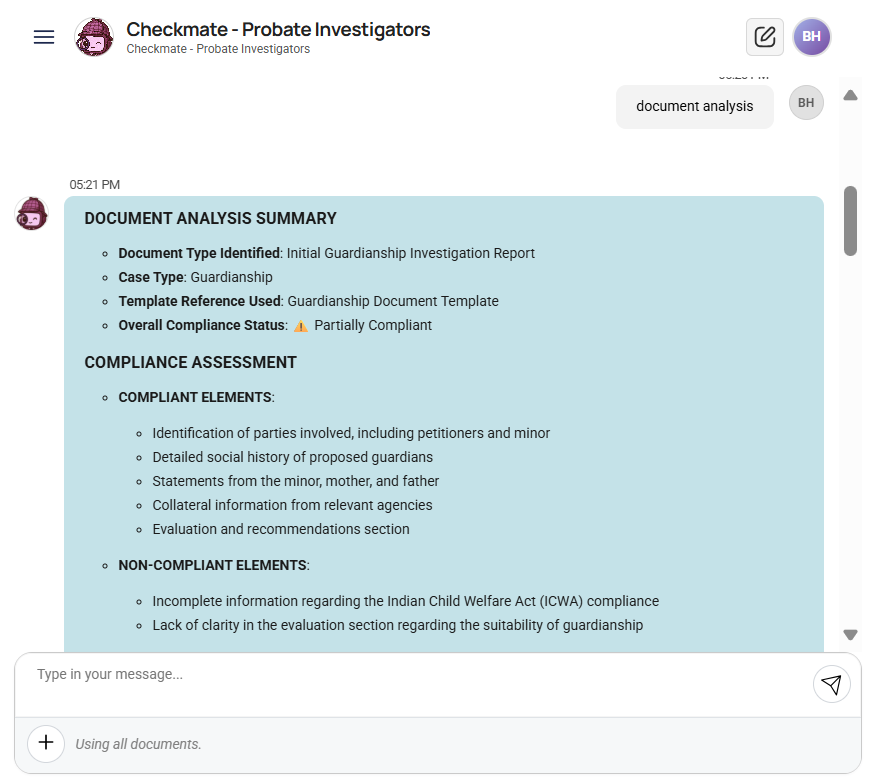 Checkmate - Probate Investigators
Checkmate - Probate Investigators
BH
document analysis
BH
05:21 PM
DOCUMENT ANALYSIS SUMMARY
Document Type Identified: Initial Guardianship Investigation Report
Case Type: Guardianship
Template Reference Used: Guardianship Document Template
Overall Compliance Status: ⚠️ Partially Compliant
COMPLIANCE ASSESSMENT
COMPLIANT ELEMENTS:
Identification of parties involved, including petitioners and minor
Detailed social history of proposed guardians
Statements from the minor, mother, and father
Collateral information from relevant agencies
Evaluation and recommendations section
NON-COMPLIANT ELEMENTS:
Incomplete information regarding the Indian Child Welfare Act (ICWA) compliance
Lack of clarity in the evaluation section regarding the suitability of guardianship
Type in your message...
Using all documents.